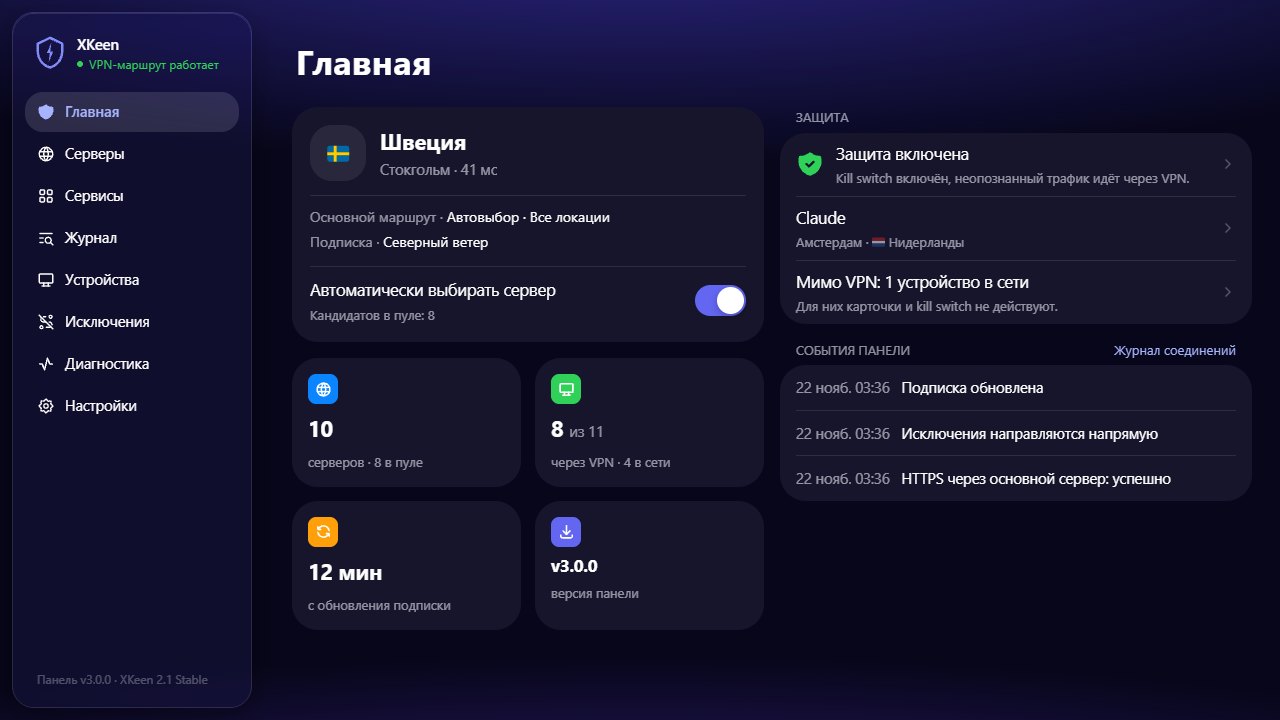 XKeen
VPN-маршрут работает
Главная
Серверы
Сервисы
Журнал
Устройства
Исключения
Диагностика
Настройки
Панель v3.0.0 · XKeen 2.1 Stable
Главная
Швеция
Стокгольм · 41 мс
Основной маршрут · Автовыбор · Все локации
Подписка · Северный ветер
Автоматически выбирать сервер
Кандидатов в пуле: 8
10
серверов · 8 в пуле
8 из 11
через VPN · 4 в сети
12 мин
с обновления подписки
v3.0.0
версия панели
ЗАЩИТА
Защита включена
Kill switch включён, неопознанный трафик идёт через VPN.
Claude
Амстердам · Нидерланды
Мимо VPN: 1 устройство в сети
Для них карточки и kill switch не действуют.
СОБЫТИЯ ПАНЕЛИ
Журнал соединений
22 нояб. 03:36 Подписка обновлена
22 нояб. 03:36 Исключения направляются напрямую
22 нояб. 03:36 HTTPS через основной сервер: успешно